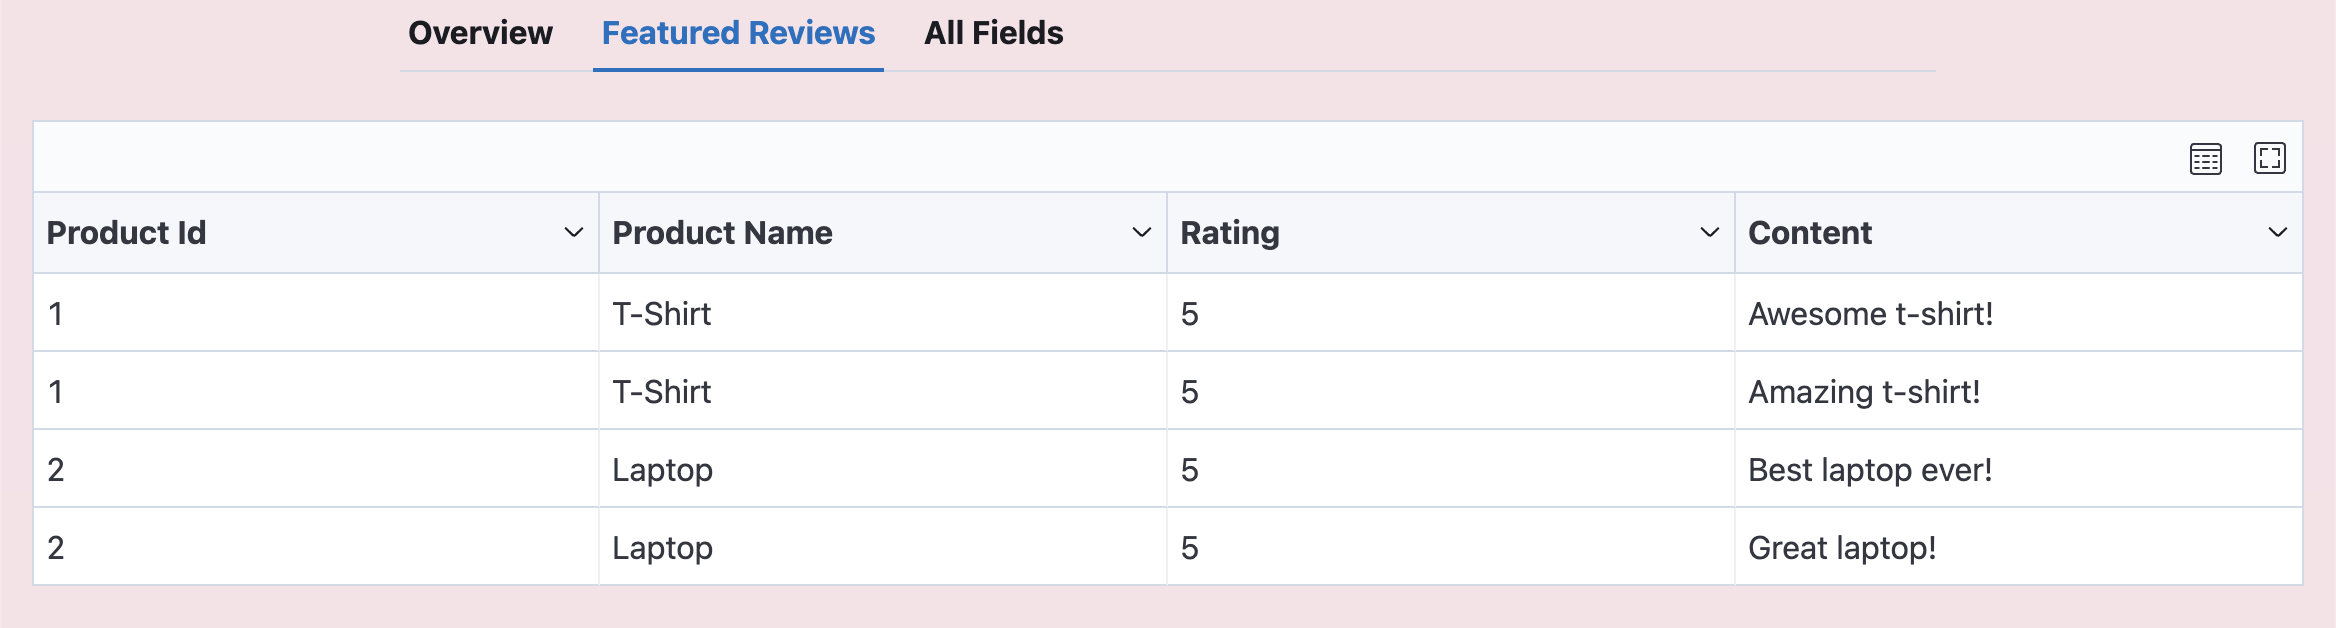 Overview Featured Reviews All Fields
Product Id Product Name Rating Content
1 T-Shirt 5 Awesome t-shirt!
1 T-Shirt 5 Amazing t-shirt!
2 Laptop 5 Best laptop ever!
2 Laptop 5 Great laptop!